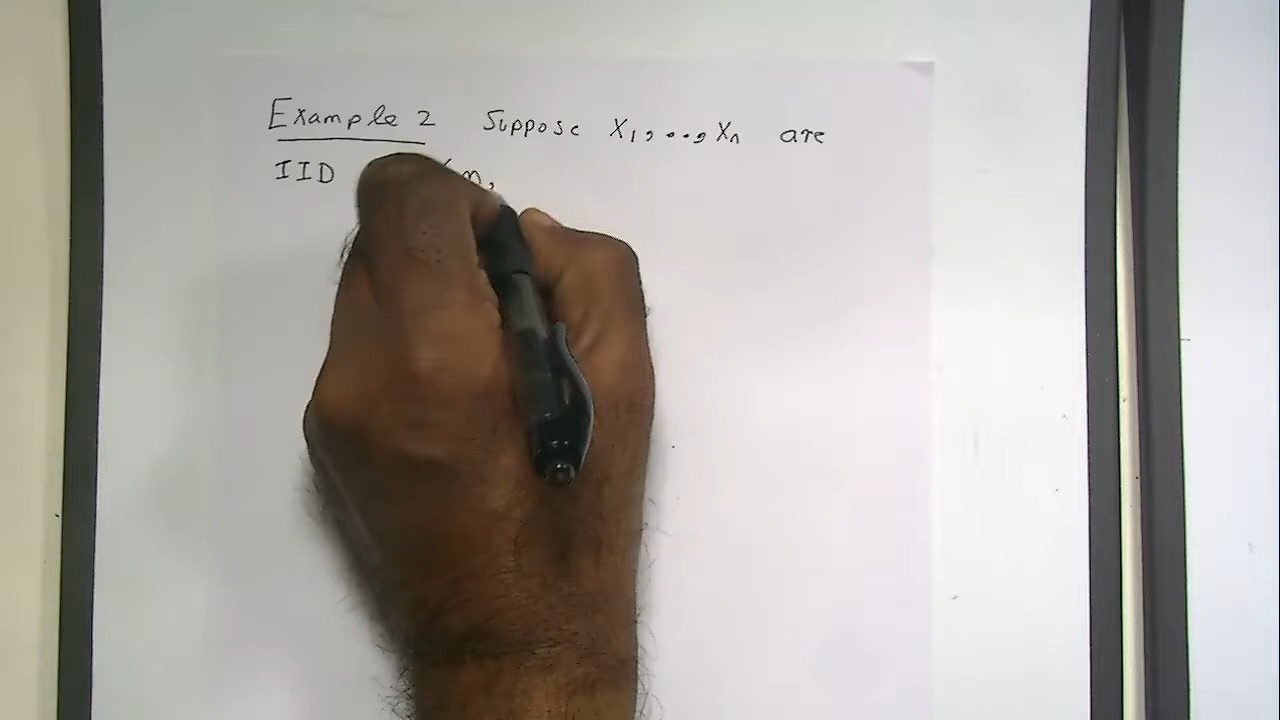 Example 2 Suppose X₁,..,Xₙ are
IID (m,